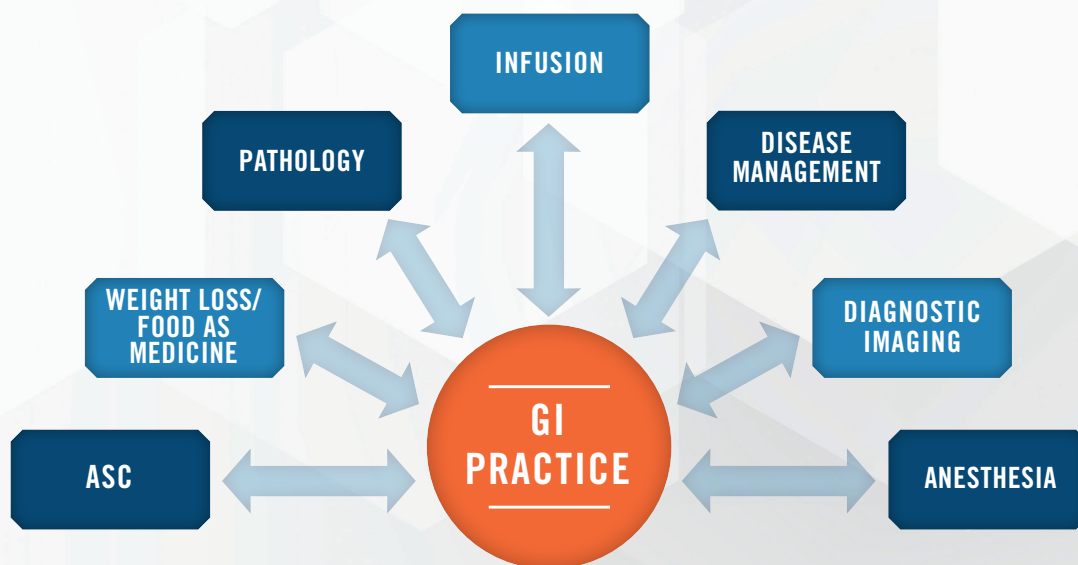 INFUSION
PATHOLOGY
DISEASE
MANAGEMENT
WEIGHT LOSS/
FOOD AS
MEDICINE
DIAGNOSTIC
IMAGING
ASC
GI
PRACTICE
ANESTHESIA